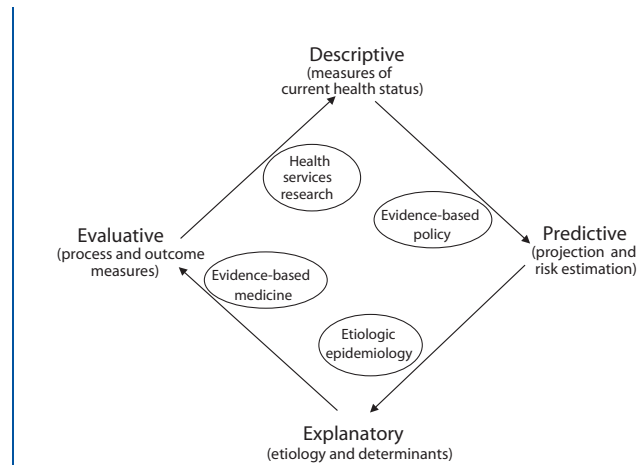 Descriptive
(measures of
current health status)
Health
services
research
Evidence-based
policy
Evaluative
(process and outcome
measures)
Predictive
(projection and
risk estimation)
Evidence-based
medicine
Etiologic
epidemiology
Explanatory
(etiology and determinants)